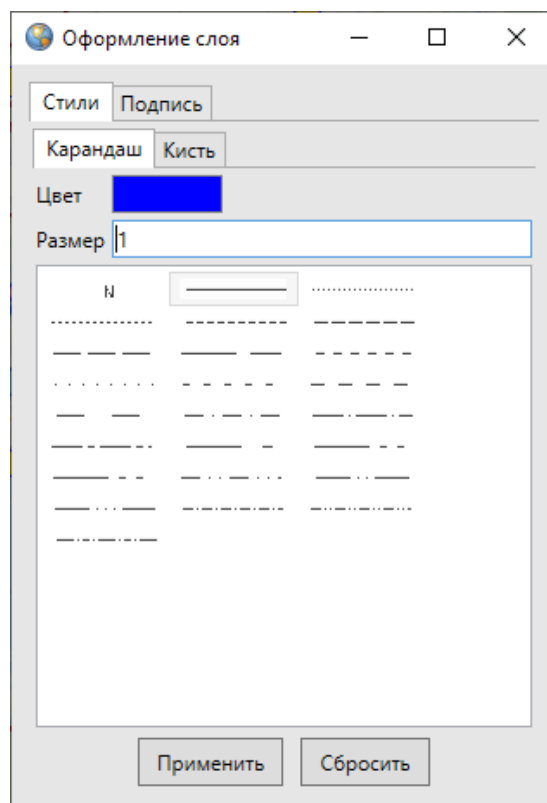 Оформление слоя
Стили Подпись
Карандаш Кисть
Цвет
Размер 1
N
Применить Сбросить